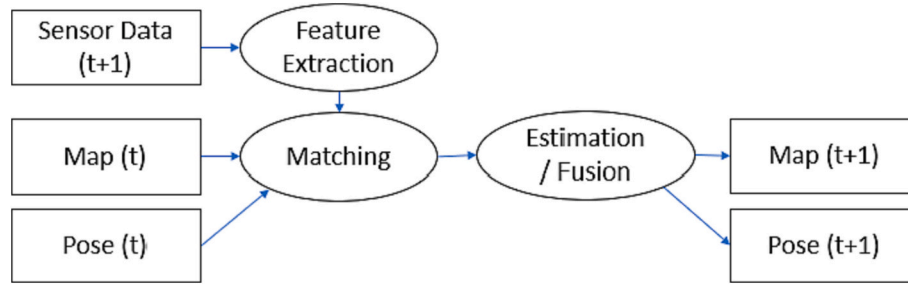 Sensor Data
(t+1)
Feature
Extraction
Map (t)
Matching
Estimation
/ Fusion
Map (t+1)
Pose (t)
Pose (t+1)